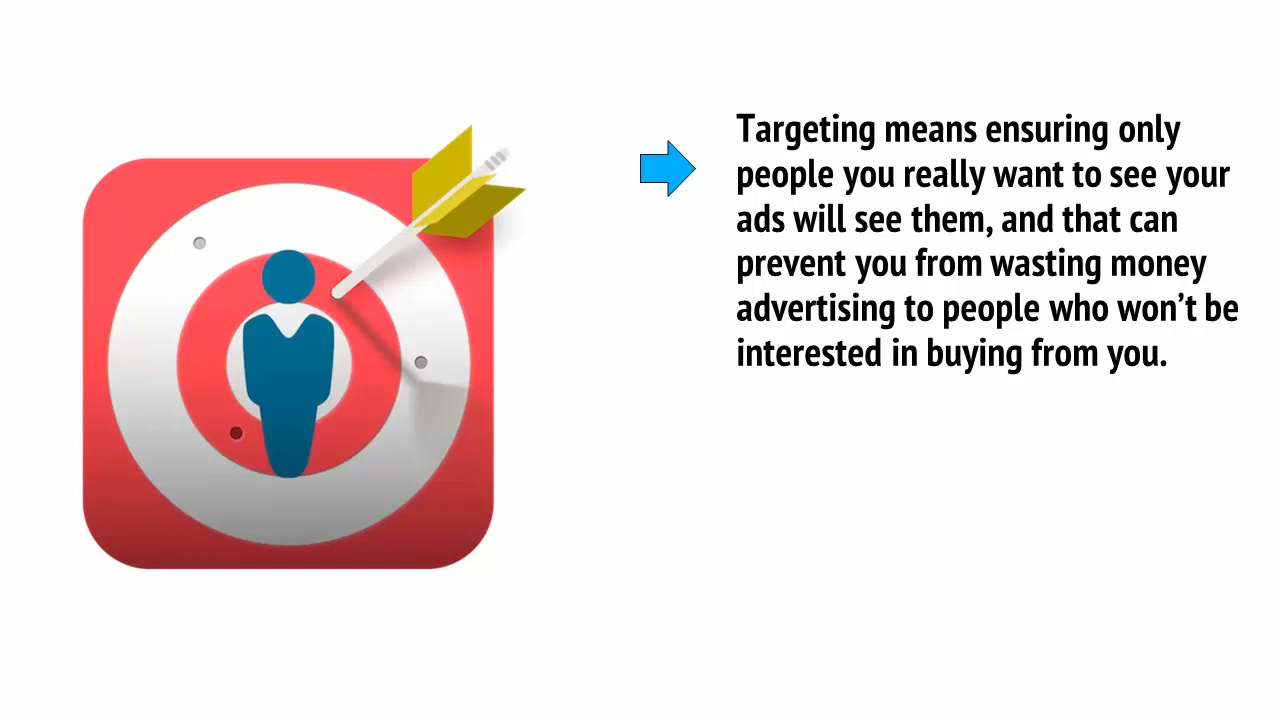 Targeting means ensuring only
people you really want to see your
ads will see them, and that can
prevent you from wasting money
advertising to people who won’t be
interested in buying from you.